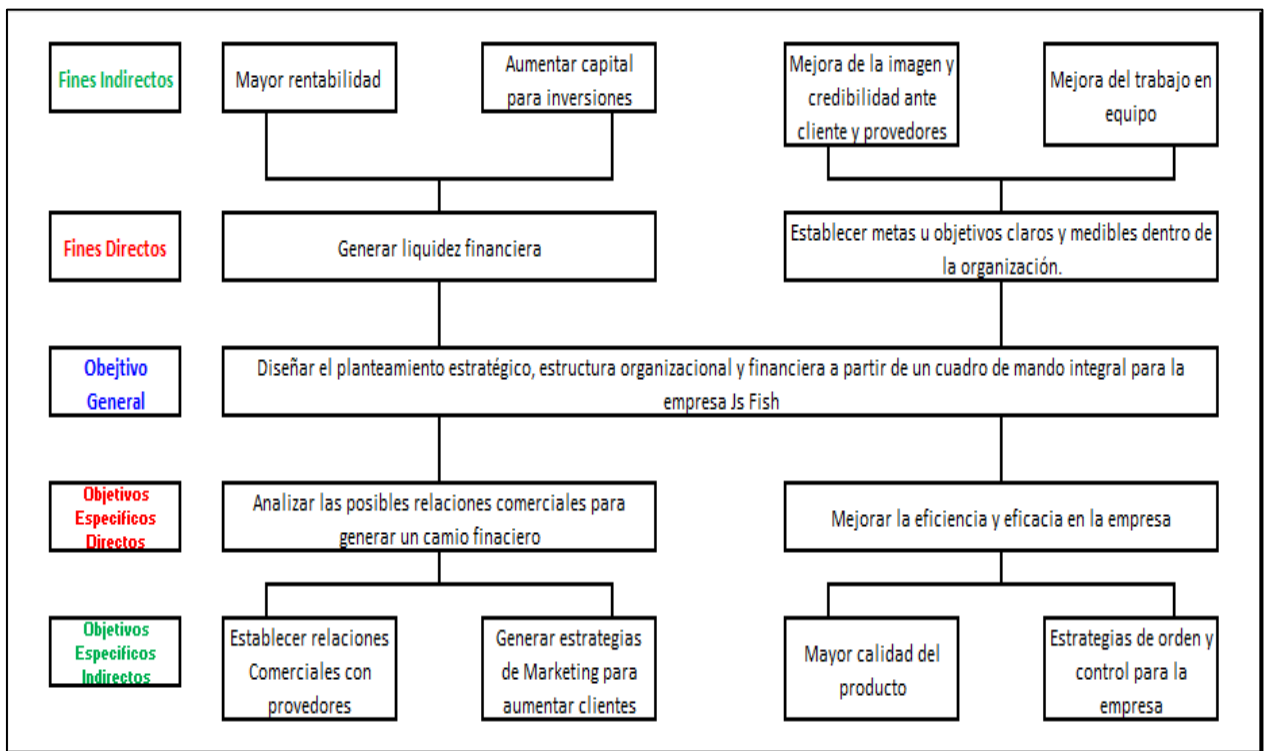 Fines Indirectos
Mayor rentabilidad
Aumentar capital
para inversiones
Mejora de la imagen y
credibilidad ante
cliente y provedores
Mejora del trabajo en
equipo
Fines Directos
Generar liquidez financiera
Establecer metas u objetivos claros y medibles dentro de
la organización.
Obejtivo
General
Diseñar el planteamiento estratégico, estructura organizacional y financiera a partir de un cuadro de mando integral para la
empresa Js Fish
Objetivos
Especificos
Directos
Analizar las posibles relaciones comerciales para
generar un camio finaciero
Mejorar la eficiencia y eficacia en la empresa
Objetivos
Especificos
Indirectos
Establecer relaciones
Comerciales con
provedores
Generar estrategias
de Marketing para
aumentar clientes
Mayor calidad del
producto
Estrategias de orden y
control para la
empresa